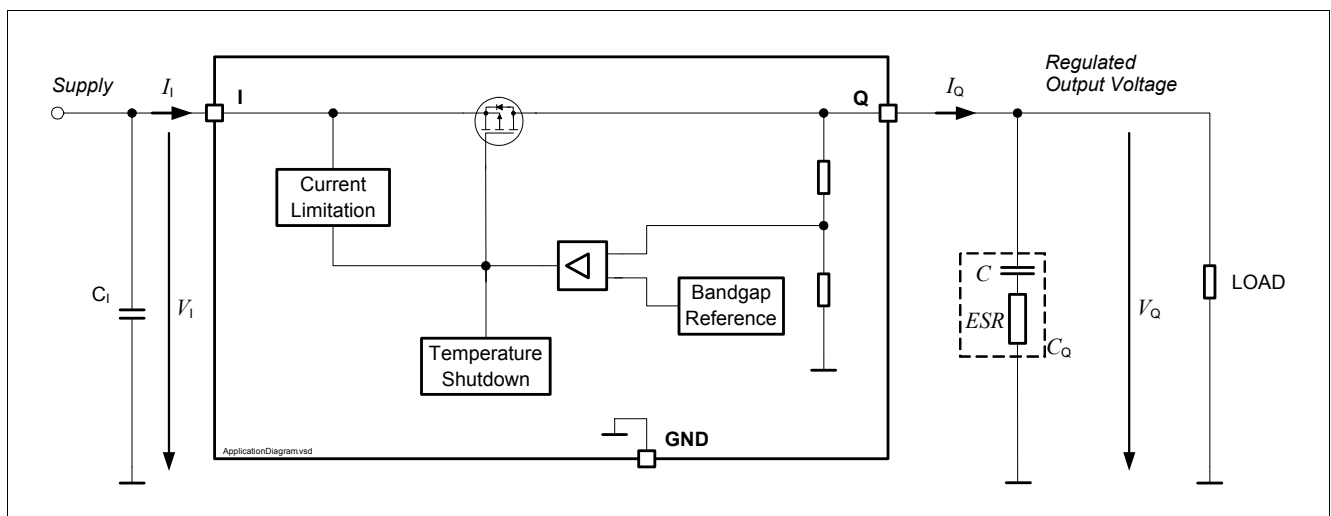 Supply
I_I
I
Q
I_Q
Regulated
Output Voltage
Current
Limitation
C_I
V_I
Bandgap
Reference
Temperature
Shutdown
C
ESR
C_Q
V_Q
LOAD
GND
ApplicationDiagram.vsd